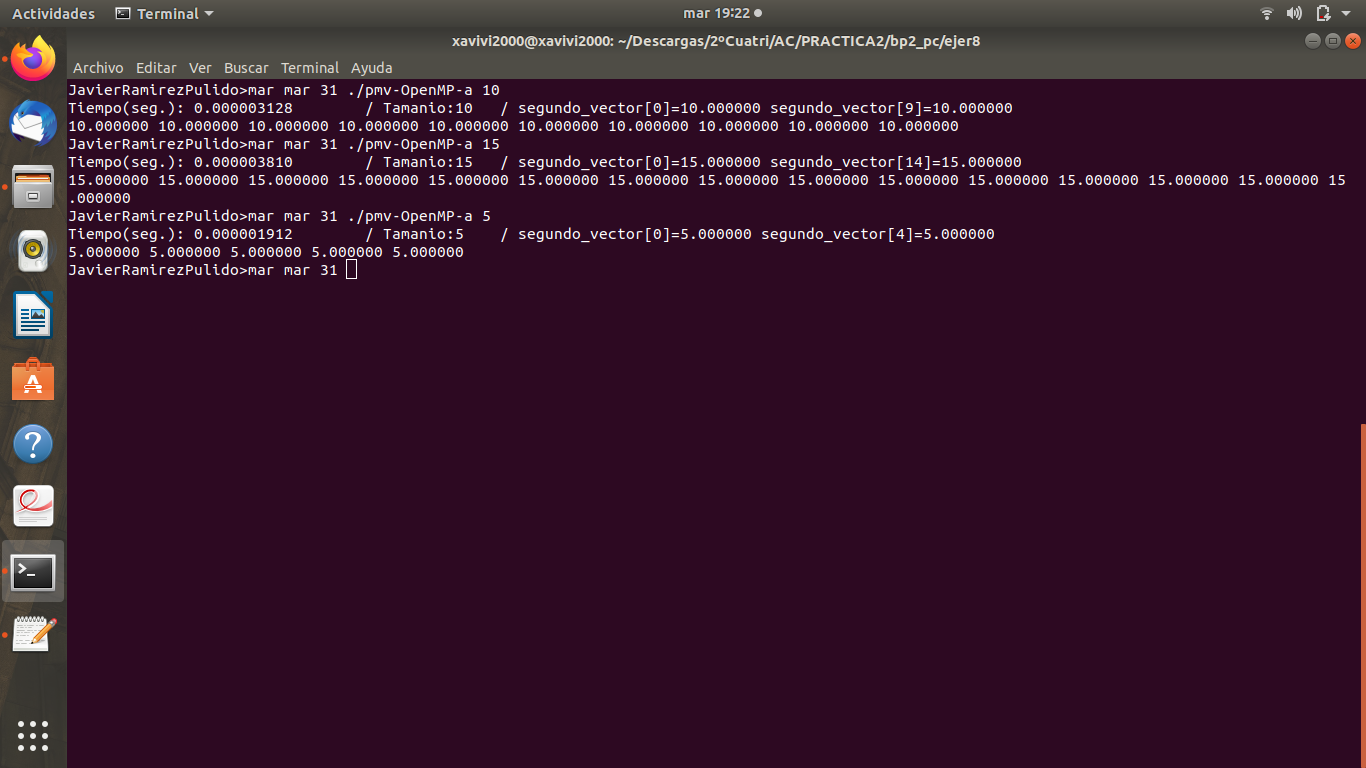 Actividades Terminal mar 19:22
xavivi2000@xavivi2000: ~/Descargas/2ºCuatri/AC/PRACTICA2/bp2_pc/ejer8
Archivo Editar Ver Buscar Terminal Ayuda
JavierRamirezPulido>mar mar 31 ./pmv-OpenMP-a 10
Tiempo(seg.): 0.000003128 / Tamanio:10 / segundo_vector[0]=10.000000 segundo_vector[9]=10.000000
10.000000 10.000000 10.000000 10.000000 10.000000 10.000000 10.000000 10.000000 10.000000 10.000000
JavierRamirezPulido>mar mar 31 ./pmv-OpenMP-a 15
Tiempo(seg.): 0.000003810 / Tamanio:15 / segundo_vector[0]=15.000000 segundo_vector[14]=15.000000
15.000000 15.000000 15.000000 15.000000 15.000000 15.000000 15.000000 15.000000 15.000000 15.000000 15.000000 15.000000 15.000000 15.000000 15
.000000
JavierRamirezPulido>mar mar 31 ./pmv-OpenMP-a 5
Tiempo(seg.): 0.000001912 / Tamanio:5 / segundo_vector[0]=5.000000 segundo_vector[4]=5.000000
5.000000 5.000000 5.000000 5.000000 5.000000
JavierRamirezPulido>mar mar 31